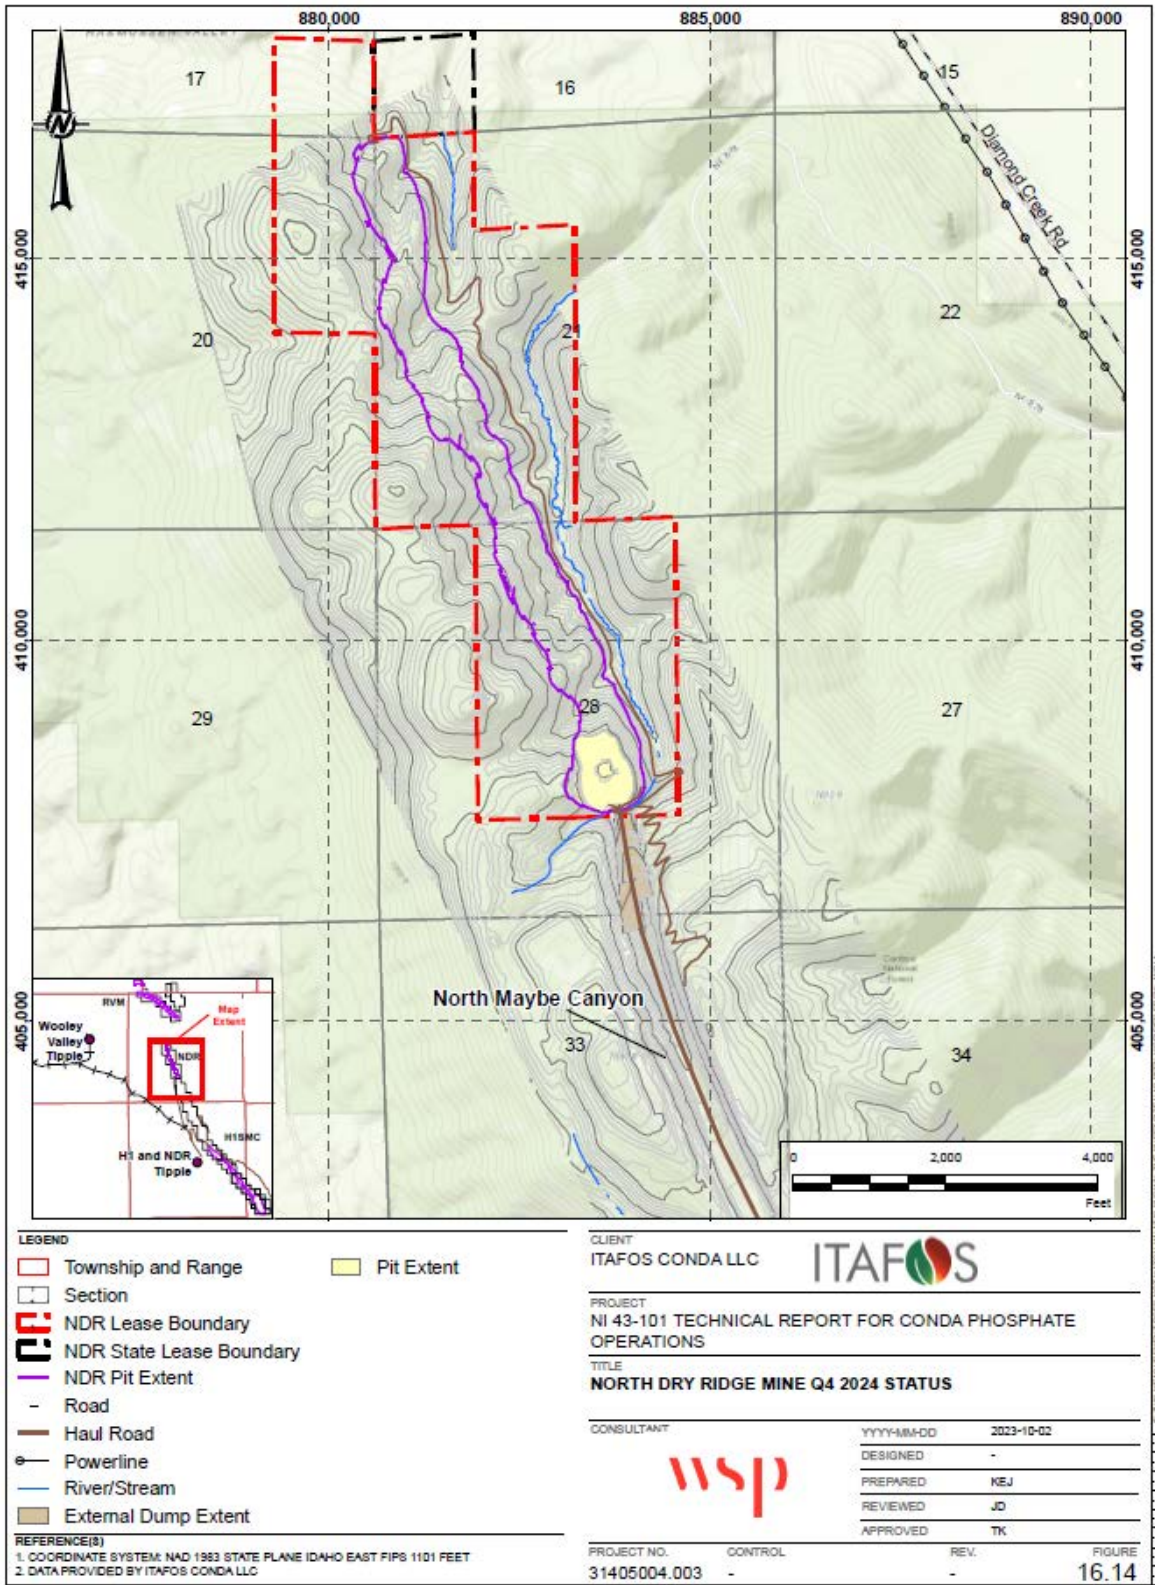 880,000
885,000
890,000
RASMUSSEN VALLEY
17
16
15
N
Diamond Creek Rd
415,000
415,000
20
21
22
410,000
410,000
29
28
27
Caribou
National
Forest
405,000
405,000
North Maybe Canyon
33
34
RVM
Map
Extent
Wooley
Valley
Tipple
NDR
H1SMC
H1 and NDR
Tipple
0
2,000
4,000
Feet
LEGEND
Township and Range
Pit Extent
Section
NDR Lease Boundary
NDR State Lease Boundary
NDR Pit Extent
Road
Haul Road
Powerline
River/Stream
External Dump Extent
REFERENCE(S)
1. COORDINATE SYSTEM: NAD 1983 STATE PLANE IDAHO EAST FIPS 1101 FEET
2. DATA PROVIDED BY ITAFOS CONDA LLC
CLIENT
ITAFOS CONDA LLC
ITAFOS
PROJECT
NI 43-101 TECHNICAL REPORT FOR CONDA PHOSPHATE
OPERATIONS
TITLE
NORTH DRY RIDGE MINE Q4 2024 STATUS
CONSULTANT
wsp
YYYY-MM-DD 2023-10-02
DESIGNED -
PREPARED KEJ
REVIEWED JD
APPROVED TK
PROJECT NO. CONTROL REV. FIGURE
31405004.003 - - 16.14